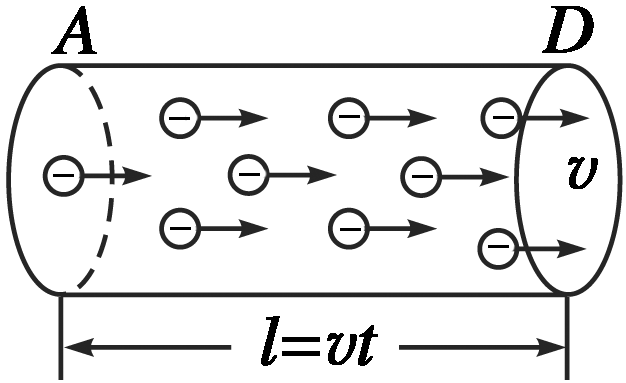 A D
− − −
− − − v
− − −
l=vt